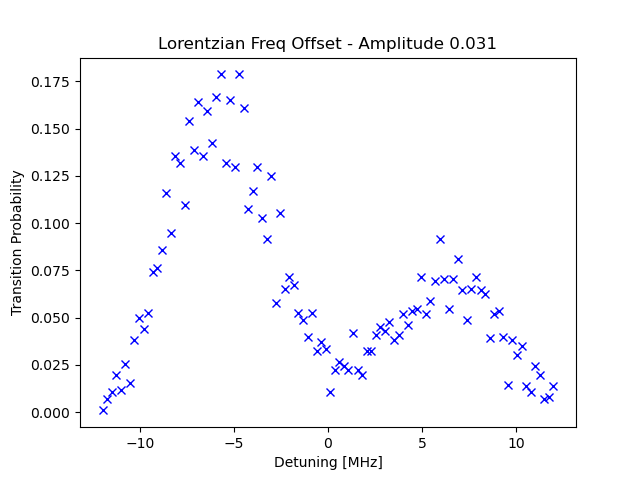 Lorentzian Freq Offset - Amplitude 0.031
Transition Probability
0.175
0.150
0.125
0.100
0.075
0.050
0.025
0.000
−10 −5 0 5 10
Detuning [MHz]